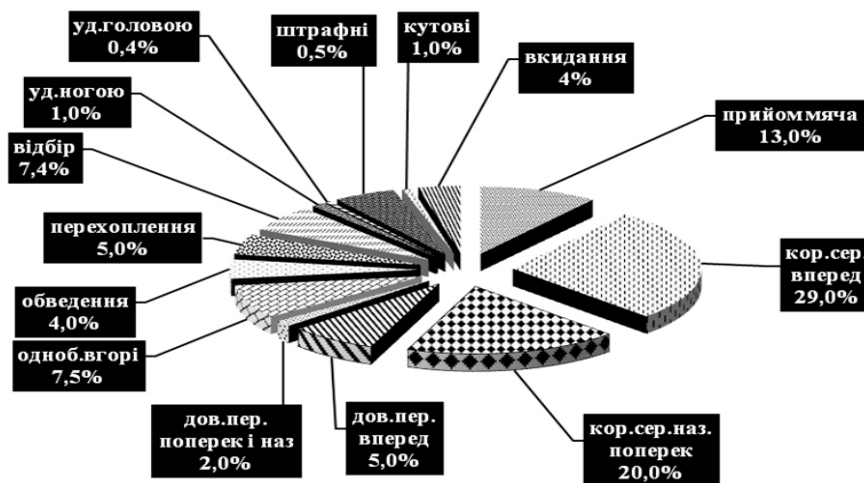 уд.головою
0,4%
штрафні
0,5%
кутові
1,0%
вкидання
4%
прийоммяча
13,0%
кор.сер.
вперед
29,0%
кор.сер.наз.
поперек
20,0%
дов.пер.
вперед
5,0%
дов.пер.
поперек і наз
2,0%
одноб.вгорі
7,5%
обведення
4,0%
перехоплення
5,0%
відбір
7,4%
уд.ногою
1,0%